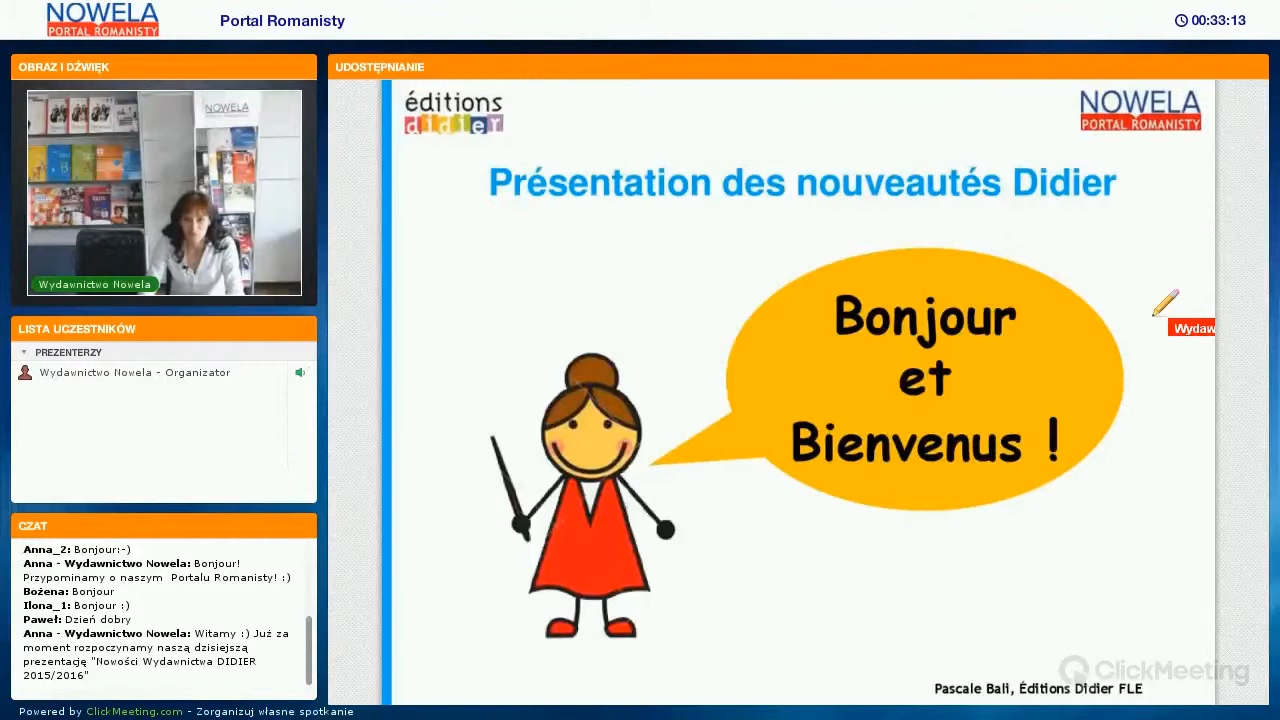 NOWELA
PORTAL ROMANISTY
Portal Romanisty
00:33:13
OBRAZ I DŹWIĘK
NOWELA
Wydawnictwo Nowela
LISTA UCZESTNIKÓW
PREZENTERZY
Wydawnictwo Nowela - Organizator
CZAT
Anna_2: Bonjour:-)
Anna - Wydawnictwo Nowela: Bonjour!
Przypominamy o naszym Portalu Romanisty! :)
Bożena: Bonjour
Ilona_1: Bonjour :)
Paweł: Dzień dobry
Anna - Wydawnictwo Nowela: Witamy :) Już za
moment rozpoczynamy naszą dzisiejszą
prezentację "Nowości Wydawnictwa DIDIER
2015/2016"
Powered by ClickMeeting.com - Zorganizuj własne spotkanie
UDOSTĘPNIANIE
éditions
didier
NOWELA
PORTAL ROMANISTY
Présentation des nouveautés Didier
Bonjour
et
Bienvenus !
Wydaw
ClickMeeting
Pascale Bali, Éditions Didier FLE